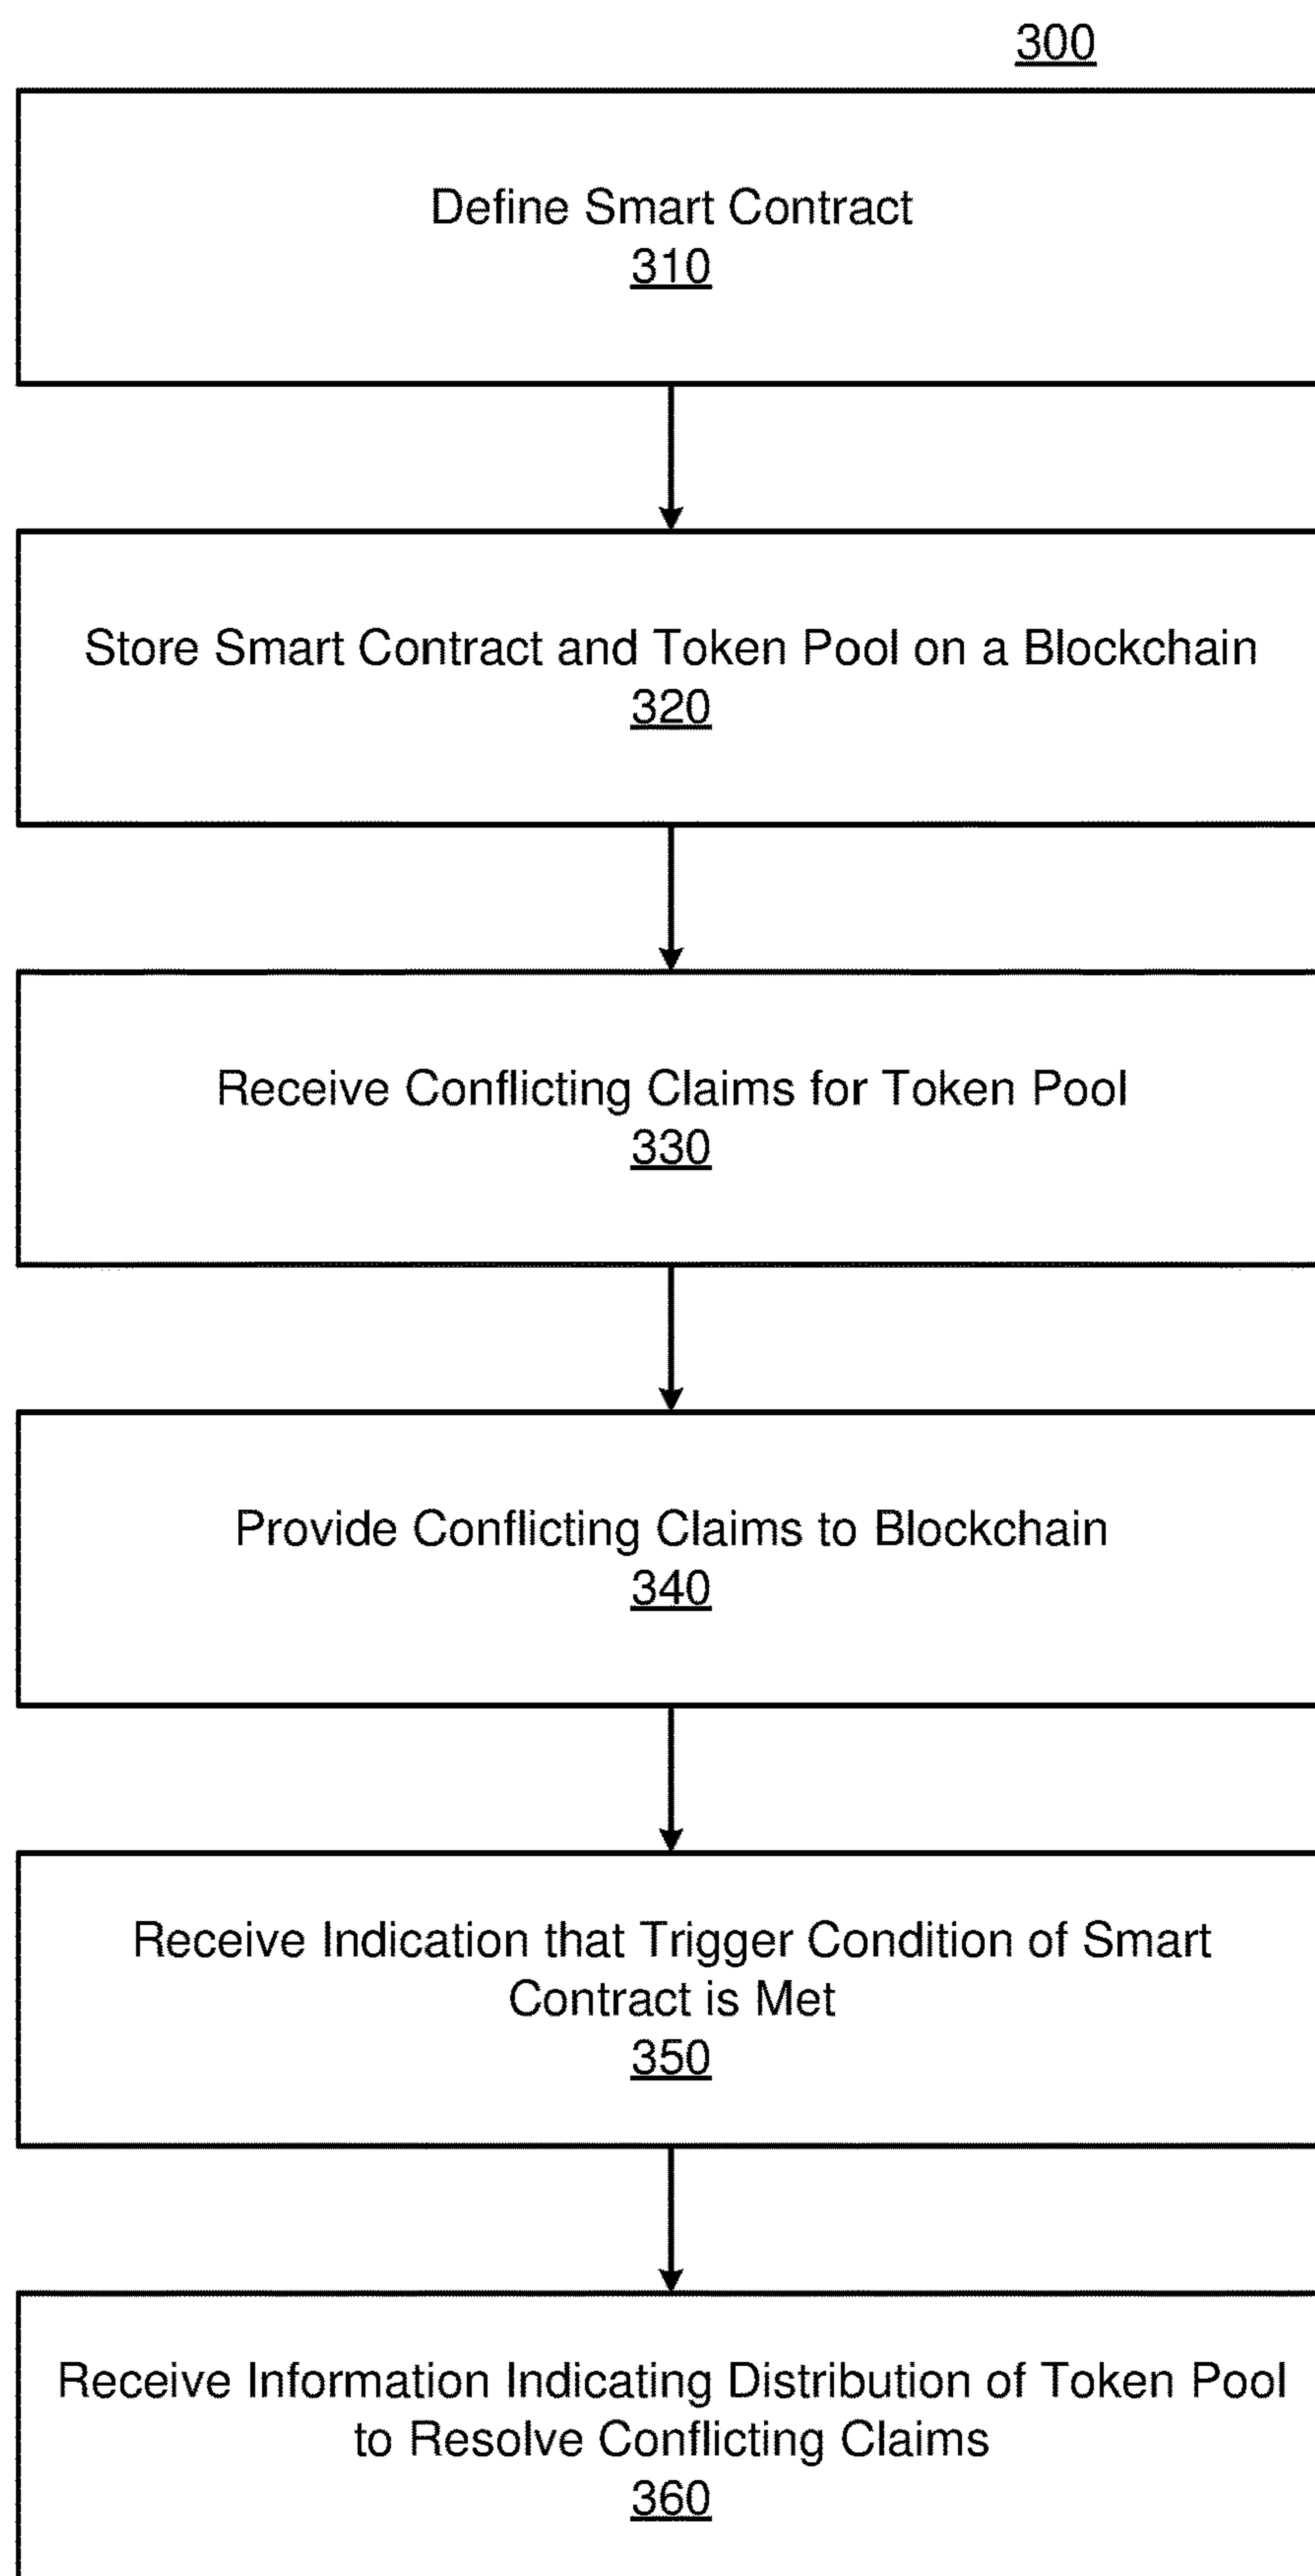 300
Define Smart Contract
310
Store Smart Contract and Token Pool on a Blockchain
320
Receive Conflicting Claims for Token Pool
330
Provide Conflicting Claims to Blockchain
340
Receive Indication that Trigger Condition of Smart
Contract is Met
350
Receive Information Indicating Distribution of Token Pool
to Resolve Conflicting Claims
360